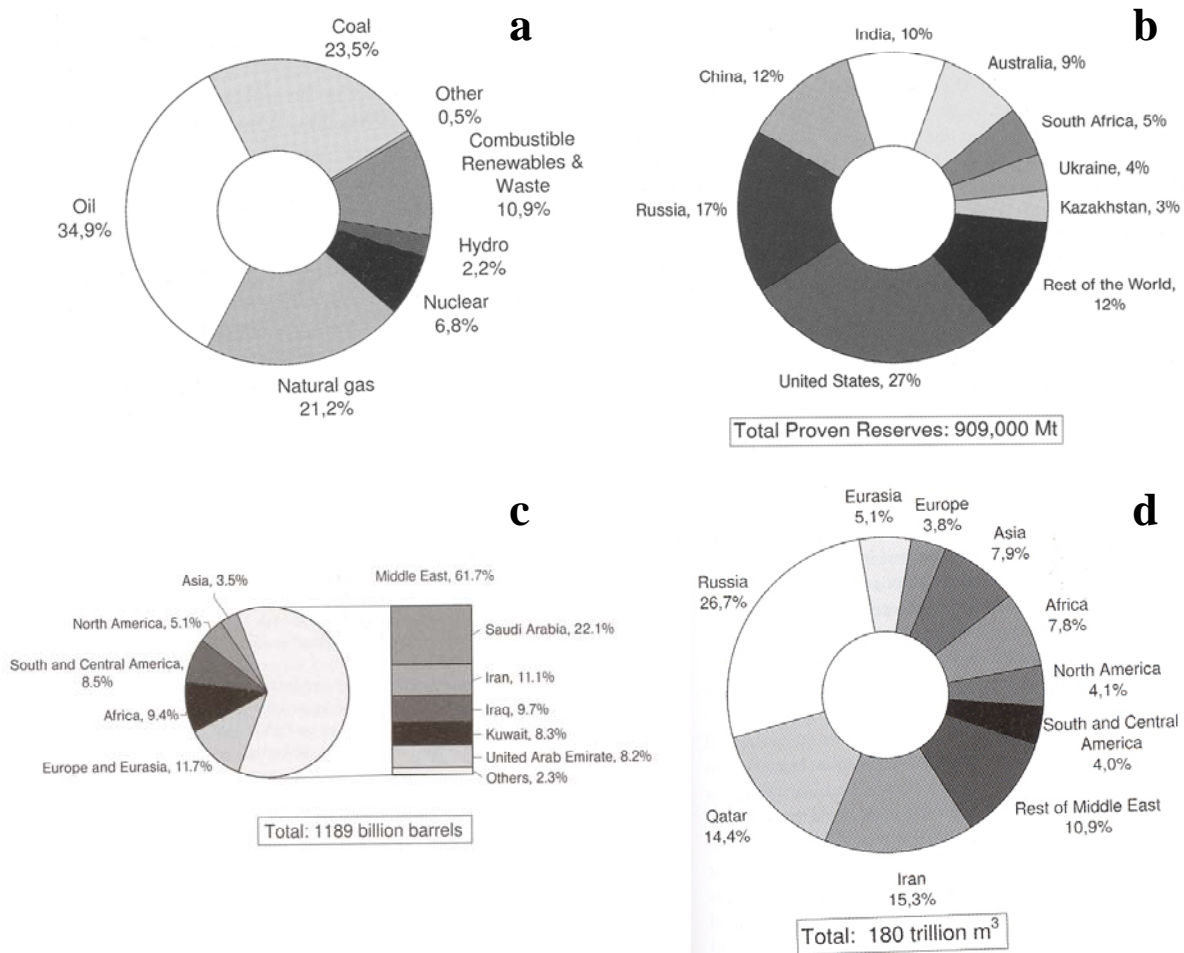 a
Coal
23,5%
Other
0,5%
Combustible
Renewables &
Waste
10,9%
Hydro
2,2%
Nuclear
6,8%
Natural gas
21,2%
Oil
34,9%
b
India, 10%
Australia, 9%
South Africa, 5%
Ukraine, 4%
Kazakhstan, 3%
Rest of the World,
12%
United States, 27%
Russia, 17%
China, 12%
Total Proven Reserves: 909,000 Mt
c
Asia, 3.5%
North America, 5.1%
South and Central America,
8.5%
Africa, 9.4%
Europe and Eurasia, 11.7%
Middle East, 61.7%
Saudi Arabia, 22.1%
Iran, 11.1%
Iraq, 9.7%
Kuwait, 8.3%
United Arab Emirate, 8.2%
Others, 2.3%
Total: 1189 billion barrels
d
Eurasia
5,1%
Europe
3,8%
Asia
7,9%
Africa
7,8%
North America
4,1%
South and Central
America
4,0%
Rest of Middle East
10,9%
Iran
15,3%
Qatar
14,4%
Russia
26,7%
Total: 180 trillion m³